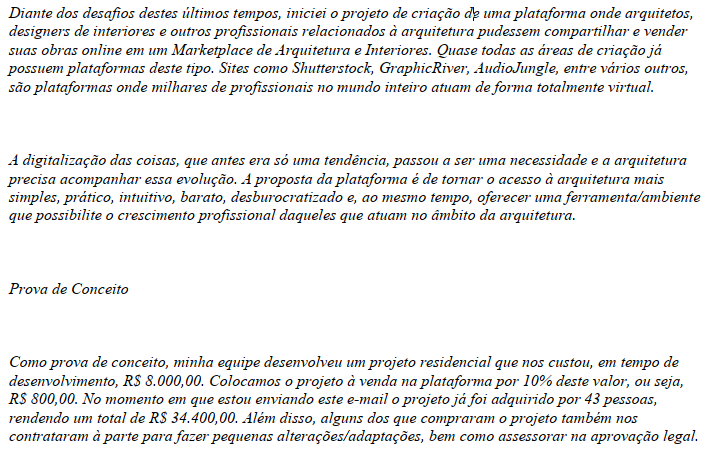 Diante dos desafios destes últimos tempos, iniciei o projeto de criação de uma plataforma onde arquitetos,
designers de interiores e outros profissionais relacionados à arquitetura pudessem compartilhar e vender
suas obras online em um Marketplace de Arquitetura e Interiores. Quase todas as áreas de criação já
possuem plataformas deste tipo. Sites como Shutterstock, GraphicRiver, AudioJungle, entre vários outros,
são plataformas onde milhares de profissionais no mundo inteiro atuam de forma totalmente virtual.
A digitalização das coisas, que antes era só uma tendência, passou a ser uma necessidade e a arquitetura
precisa acompanhar essa evolução. A proposta da plataforma é de tornar o acesso à arquitetura mais
simples, prático, intuitivo, barato, desburocratizado e, ao mesmo tempo, oferecer uma ferramenta/ambiente
que possibilite o crescimento profissional daqueles que atuam no âmbito da arquitetura.
Prova de Conceito
Como prova de conceito, minha equipe desenvolveu um projeto residencial que nos custou, em tempo de
desenvolvimento, R$ 8.000,00. Colocamos o projeto à venda na plataforma por 10% deste valor, ou seja,
R$ 800,00. No momento em que estou enviando este e-mail o projeto já foi adquirido por 43 pessoas,
rendendo um total de R$ 34.400,00. Além disso, alguns dos que compraram o projeto também nos
contrataram à parte para fazer pequenas alterações/adaptações, bem como assessorar na aprovação legal.